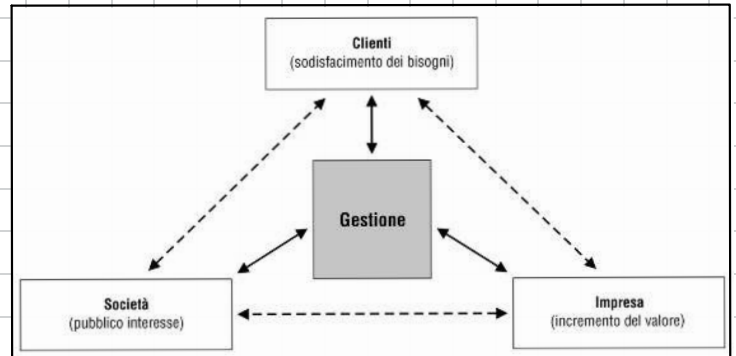 Clienti
(sodisfacimento dei bisogni)
Gestione
Società
(pubblico interesse)
Impresa
(incremento del valore)